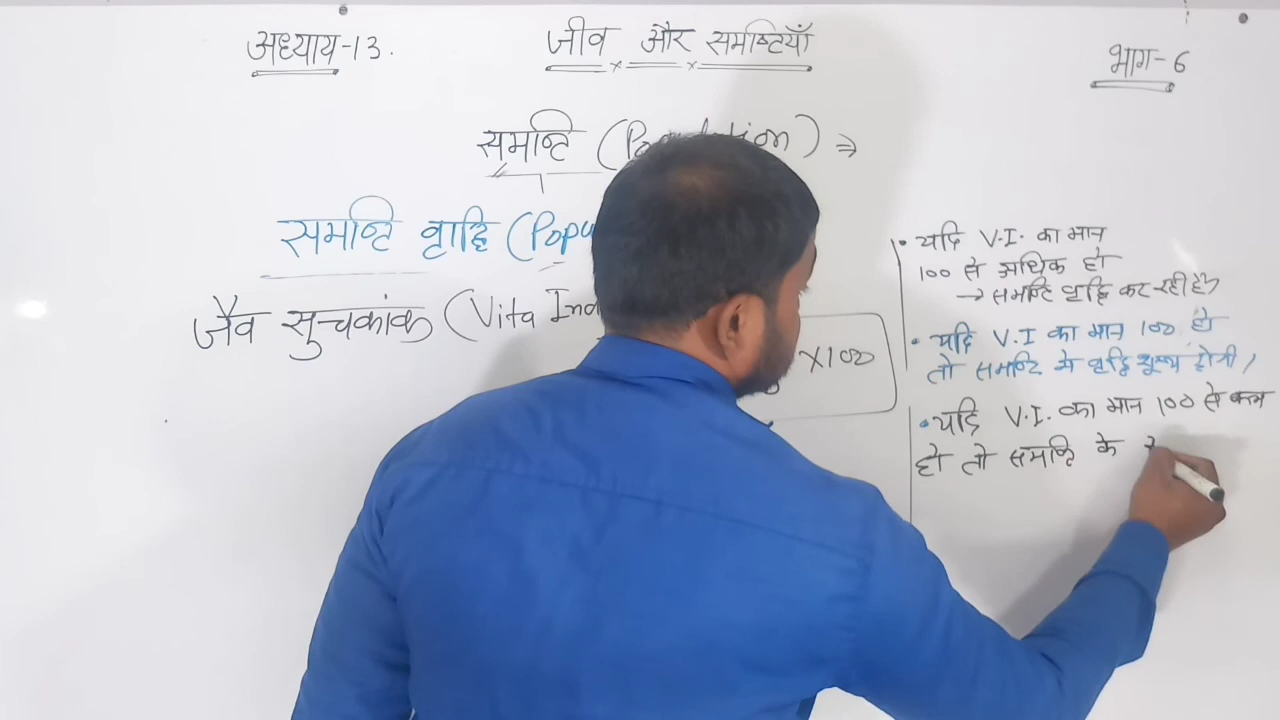 अध्याय-13.
जीव और समष्टियाँ
भाग-6
समष्टि (Population) ⇒
समष्टि वृद्धि (Popu
जैव सुचकांक (Vita Ind
×100
• यदि V.I. का मान
100 से अधिक हो
→ समष्टि वृद्धि कर रही है,
• यदि V.I का मान 100 हो
तो समष्टि मे वृद्धि शून्य होगी,
• यदि V.I. का मान 100 से कम
हो तो समष्टि के